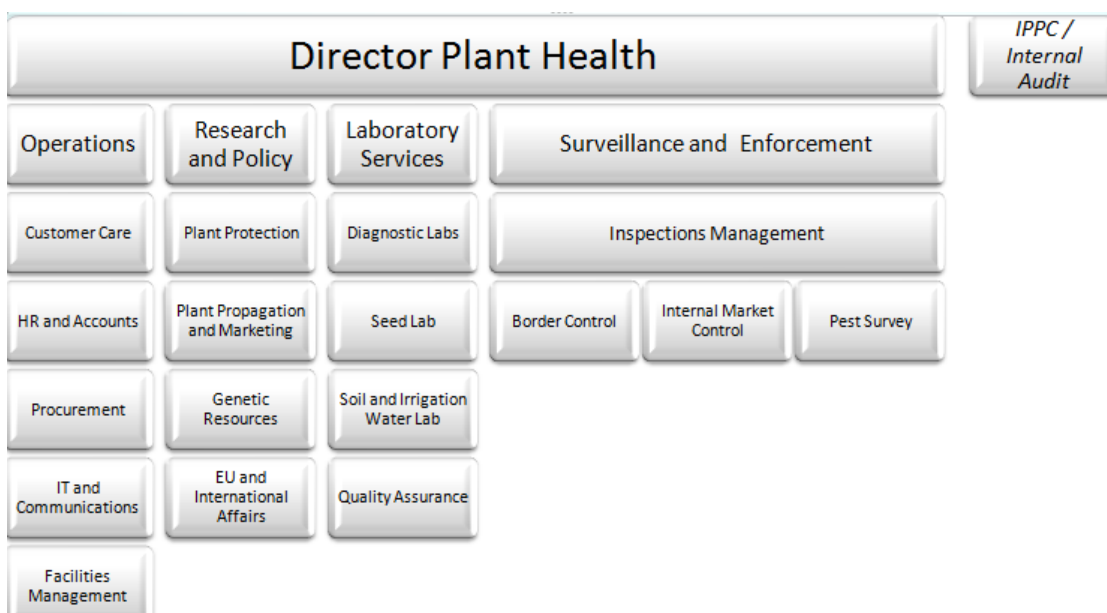 Director Plant Health
IPPC /
Internal
Audit
Operations
Research
and Policy
Laboratory
Services
Surveillance and Enforcement
Customer Care
Plant Protection
Diagnostic Labs
Inspections Management
HR and Accounts
Plant Propagation
and Marketing
Seed Lab
Border Control
Internal Market
Control
Pest Survey
Procurement
Genetic
Resources
Soil and Irrigation
Water Lab
IT and
Communications
EU and
International
Affairs
Quality Assurance
Facilities
Management